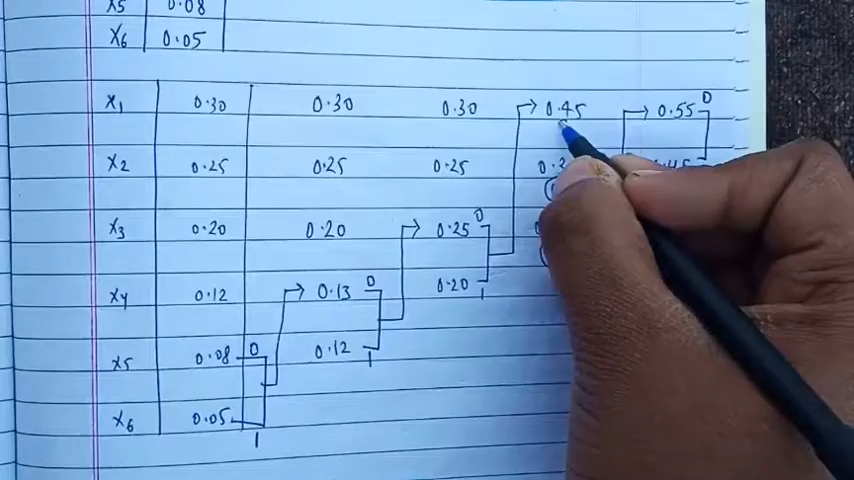 X5 0.08
X6 0.05
X1 0.30 0.30 0.30 → 0.45 → 0.55 0
X2 0.25 0.25 0.25
X3 0.20 0.20 → 0.25 0
X4 0.12 → 0.13 0 0.20 1
X5 0.08 0 0.12 1
X6 0.05 1